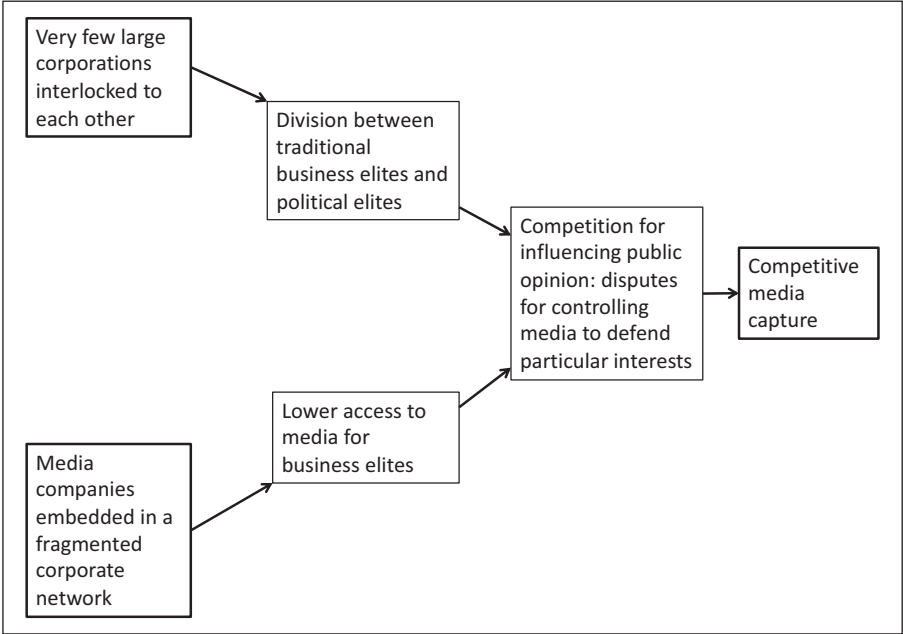 Very few large
corporations
interlocked to
each other
Division between
traditional
business elites and
political elites
Competition for
influencing public
opinion: disputes
for controlling
media to defend
particular interests
Competitive
media
capture
Lower access to
media for
business elites
Media
companies
embedded in a
fragmented
corporate
network